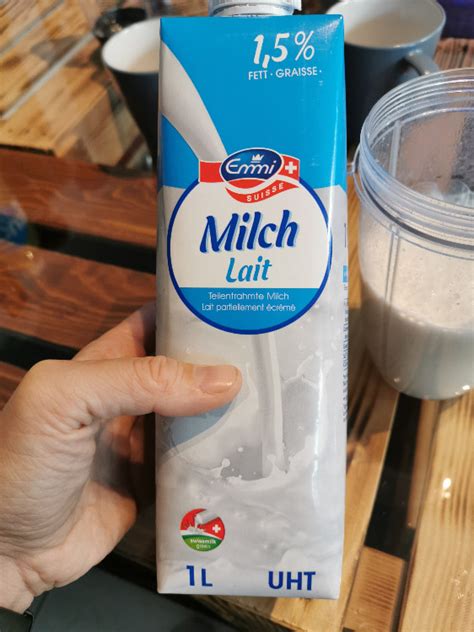 1,5%
FETT · GRAISSE ·
Emmi
SUISSE
Milch
Lait
Teilentrahmte Milch
Lait partiellement écrémé
1L UHT